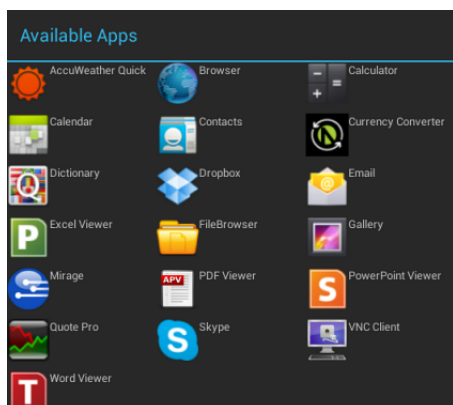 Available Apps
AccuWeather Quick
Browser
Calculator
Calendar
Contacts
Currency Converter
Dictionary
Dropbox
Email
Excel Viewer
FileBrowser
Gallery
Mirage
PDF Viewer
PowerPoint Viewer
Quote Pro
Skype
VNC Client
Word Viewer